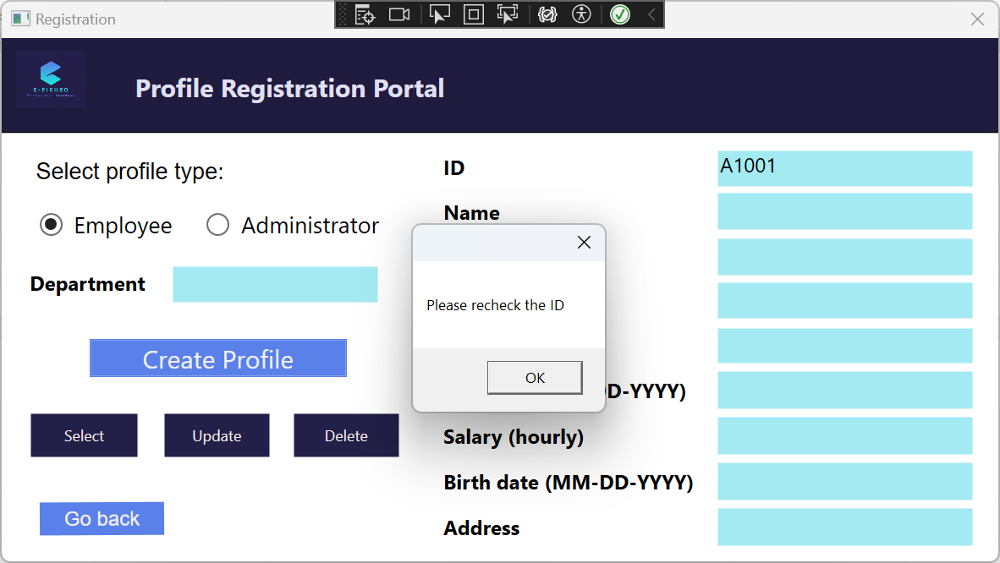 Registration
E-FIGURO
Profile Registration Portal
Select profile type:
Employee
Administrator
Department
Create Profile
Select
Update
Delete
Go back
ID
A1001
Name
D-YYYY)
Salary (hourly)
Birth date (MM-DD-YYYY)
Address
Please recheck the ID
OK